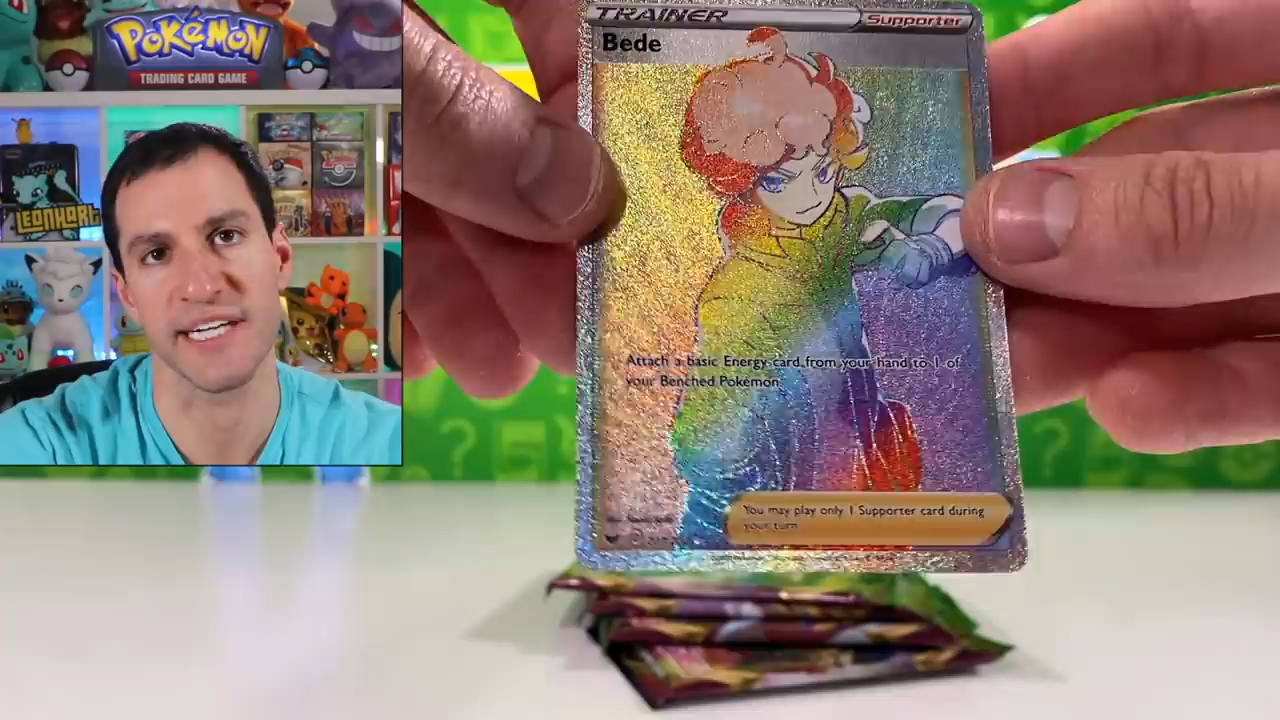 POKéMON
TRADING CARD GAME
LEONHART
TRAINER
Supporter
Bede
Attach a basic Energy card from your hand to 1 of
your Benched Pokémon.
You may play only 1 Supporter card during
your turn.